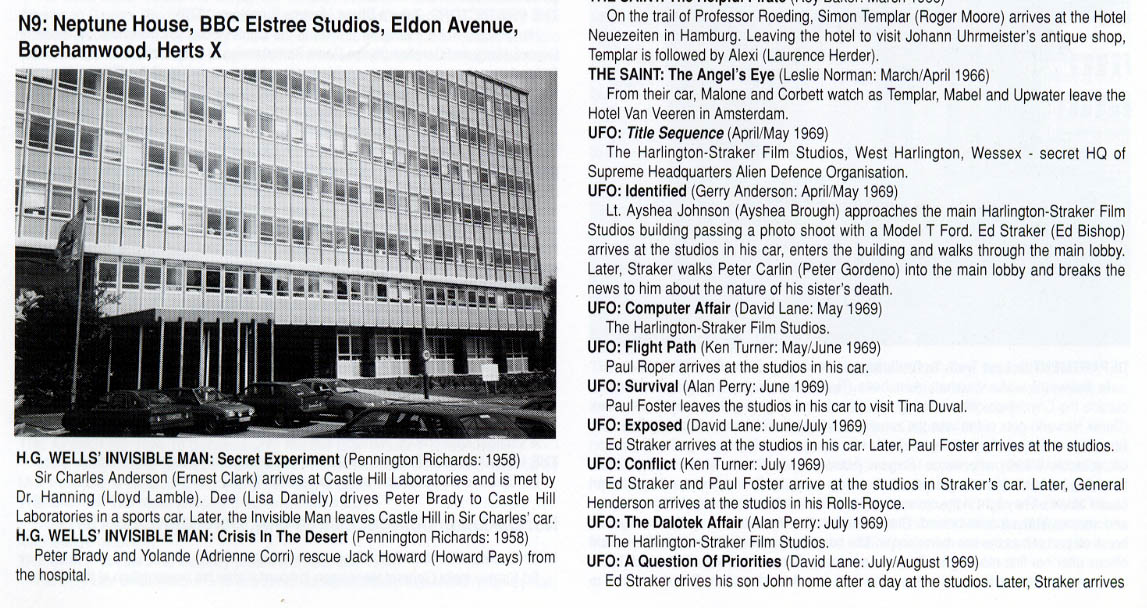 N9: Neptune House, BBC Elstree Studios, Eldon Avenue,
Borehamwood, Herts X
H.G. WELLS' INVISIBLE MAN: Secret Experiment (Pennington Richards: 1958)
Sir Charles Anderson (Ernest Clark) arrives at Castle Hill Laboratories and is met by
Dr. Hanning (Lloyd Lamble). Dee (Lisa Daniely) drives Peter Brady to Castle Hill
Laboratories in a sports car. Later, the Invisible Man leaves Castle Hill in Sir Charles' car.
H.G. WELLS' INVISIBLE MAN: Crisis In The Desert (Pennington Richards: 1958)
Peter Brady and Yolande (Adrienne Corri) rescue Jack Howard (Howard Pays) from
the hospital.
THE SAINT: The Helpful Pirate (Roy Baker: March
On the trail of Professor Roeding, Simon Templar (Roger Moore) arrives at the Hotel
Neuezeiten in Hamburg. Leaving the hotel to visit Johann Uhrmeister's antique shop,
Templar is followed by Alexi (Laurence Herder).
THE SAINT: The Angel's Eye (Leslie Norman: March/April 1966)
From their car, Malone and Corbett watch as Templar, Mabel and Upwater leave the
Hotel Van Veeren in Amsterdam.
UFO: Title Sequence (April/May 1969)
The Harlington-Straker Film Studios, West Harlington, Wessex - secret HQ of
Supreme Headquarters Alien Defence Organisation.
UFO: Identified (Gerry Anderson: April/May 1969)
Lt. Ayshea Johnson (Ayshea Brough) approaches the main Harlington-Straker Film
Studios building passing a photo shoot with a Model T Ford. Ed Straker (Ed Bishop)
arrives at the studios in his car, enters the building and walks through the main lobby.
Later, Straker walks Peter Carlin (Peter Gordeno) into the main lobby and breaks the
news to him about the nature of his sister's death.
UFO: Computer Affair (David Lane: May 1969)
The Harlington-Straker Film Studios.
UFO: Flight Path (Ken Turner: May/June 1969)
Paul Roper arrives at the studios in his car.
UFO: Survival (Alan Perry: June 1969)
Paul Foster leaves the studios in his car to visit Tina Duval.
UFO: Exposed (David Lane: June/July 1969)
Ed Straker arrives at the studios in his car. Later, Paul Foster arrives at the studios.
UFO: Conflict (Ken Turner: July 1969)
Ed Straker and Paul Foster arrive at the studios in Straker's car. Later, General
Henderson arrives at the studios in his Rolls-Royce.
UFO: The Dalotek Affair (Alan Perry: July 1969)
The Harlington-Straker Film Studios.
UFO: A Question Of Priorities (David Lane: July/August 1969)
Ed Straker drives his son John home after a day at the studios. Later, Straker arrives